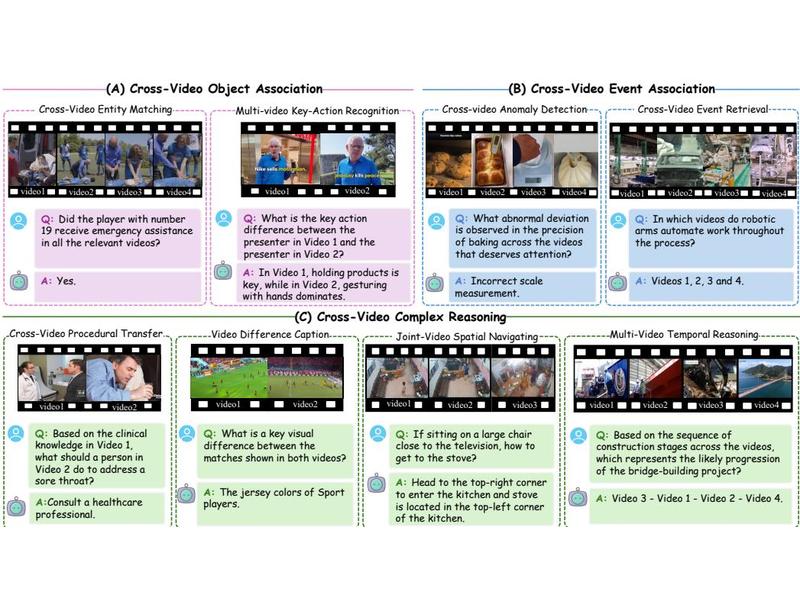 (A) Cross-Video Object Association
(B) Cross-Video Event Association
Cross-Video Entity Matching
video1 video2 video3 video4
Q: Did the player with number
19 receive emergency assistance
in all the relevant videos?
A: Yes.
Multi-video Key-Action Recognition
Nike sells motivation.
kills peace
video1 video2
Q: What is the key action
difference between the
presenter in Video 1 and the
presenter in Video 2?
A: In Video 1, holding products is
key, while in Video 2, gesturing
with hands dominates.
Cross-video Anomaly Detection
video1 video2 video3 video4
Q: What abnormal deviation
is observed in the precision
of baking across the videos
that deserves attention?
A: Incorrect scale
measurement.
Cross-Video Event Retrieval
video1 video2 video3 video4
Q: In which videos do robotic
arms automate work throughout
the process?
A: Videos 1, 2, 3 and 4.
(C) Cross-Video Complex Reasoning
Cross-Video Procedural Transfer
video1 video2
Q: Based on the clinical
knowledge in Video 1,
what should a person in
Video 2 do to address a
sore throat?
A:Consult a healthcare
professional.
Video Difference Caption
video1 video2
Q: What is a key visual
difference between the
matches shown in both videos?
A: The jersey colors of Sport
players.
Joint-Video Spatial Navigating
video1 video2 video3
Q: If sitting on a large chair
close to the television, how to
get to the stove?
A: Head to the top-right corner
to enter the kitchen and stove
is located in the top-left corner
of the kitchen.
Multi-Video Temporal Reasoning
video1 video2 video3 video4
Q: Based on the sequence of
construction stages across the videos,
which represents the likely progression
of the bridge-building project?
A: Video 3 - Video 1 - Video 2 - Video 4.